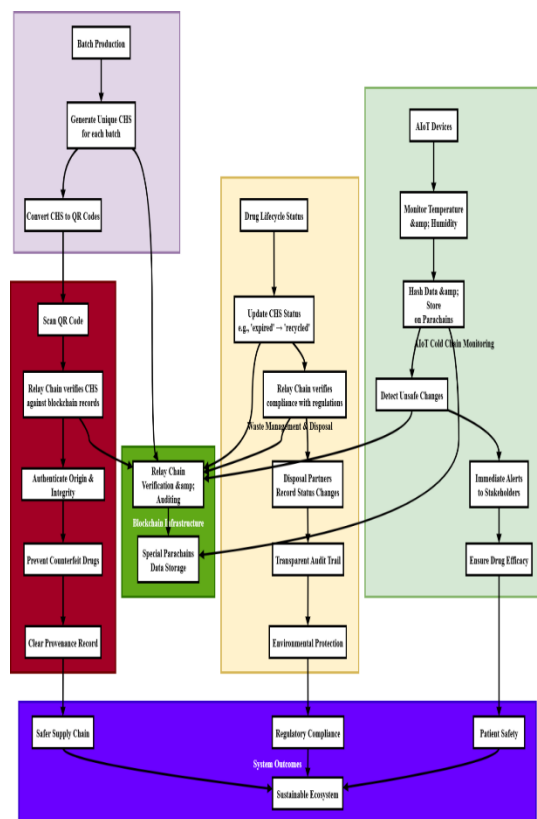 Batch Production
Generate Unique CHS
for each batch
Convert CHS to QR Codes
Scan QR Code
Relay Chain verifies CHS
against blockchain records
Authenticate Origin &
Integrity
Prevent Counterfeit Drugs
Clear Provenance Record
Relay Chain
Verification &amp;
Auditing
Blockchain Infrastructure
Special Parachains
Data Storage
Drug Lifecycle Status
Update CHS Status
e.g., 'expired' → 'recycled'
Relay Chain verifies
compliance with regulations
Waste Management & Disposal
Disposal Partners
Record Status Changes
Transparent Audit Trail
Environmental Protection
AIoT Devices
Monitor Temperature
&amp; Humidity
Hash Data &amp;
Store
on Parachains
AIoT Cold Chain Monitoring
Detect Unsafe Changes
Immediate Alerts
to Stakeholders
Ensure Drug Efficacy
Safer Supply Chain
Regulatory Compliance
Patient Safety
System Outcomes
Sustainable Ecosystem